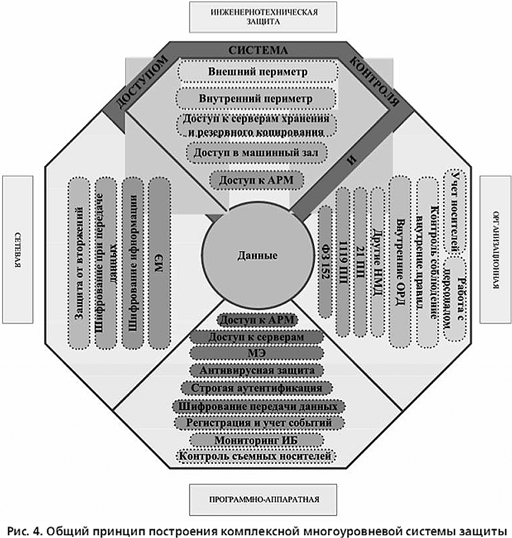 ИНЖЕНЕРНОТЕХНИЧЕСКАЯ
ЗАЩИТА
СИСТЕМА
КОНТРОЛЯ
И
ДОСТУПОМ
Внешний периметр
Внутренний периметр
Доступ к серверам хранения
и резервного копирования
Доступ в машинный зал
Доступ к АРМ
СЕТЕВАЯ
Защита от вторжений
Шифрование при передаче
данных
Шифрование ифнормации
МЭ
Данные
ФЗ 152
1119 ПП
21 ПП
Другие НМД
Внутренние ОРД
Контроль соблюдение
внутренне правил
Учет носителей
Работа с
персоналом
ОРГАНИЗАЦИОННАЯ
Доступ к АРМ
Доступ к серверам
МЭ
Антивирусная защита
Строгая аутентификация
Шифрование передачи данных
Регистрация и учет событий
Мониторинг ИБ
Контроль съемных носителей
ПРОГРАММНО-АППАРАТНАЯ
Рис. 4. Общий принцип построения комплексной многоуровневой системы защиты